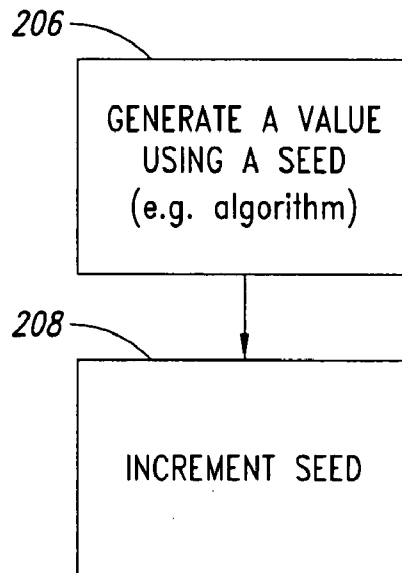 206
GENERATE A VALUE
USING A SEED
(e.g. algorithm)
208
INCREMENT SEED